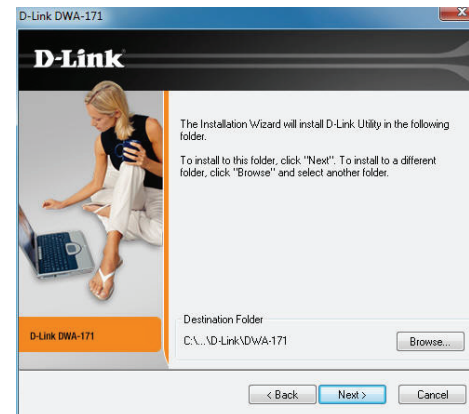 D-Link DWA-171
D-Link
The Installation Wizard will install D-Link Utility in the following
folder.
To install to this folder, click "Next". To install to a different
folder, click "Browse" and select another folder.
Destination Folder
D-Link DWA-171
C:\...\D-Link\DWA-171
Browse...
< Back
Next >
Cancel